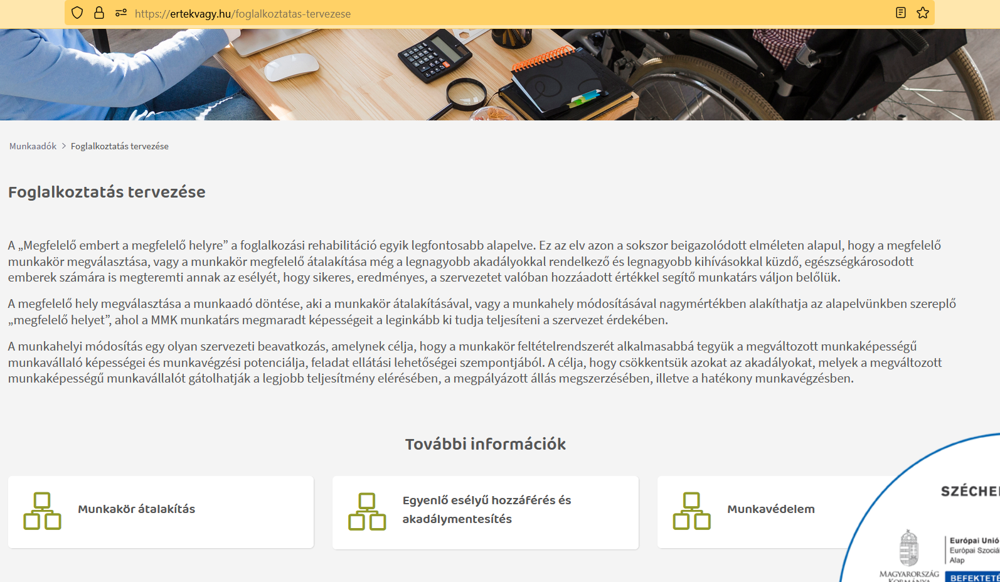 https://ertekvagy.hu/foglalkoztatas-tervezese
Munkaadók > Foglalkoztatás tervezése
Foglalkoztatás tervezése
A „Megfelelő embert a megfelelő helyre” a foglalkozási rehabilitáció egyik legfontosabb alapelve. Ez az elv azon a sokszor beigazolódott elméleten alapul, hogy a megfelelő
munkakör megválasztása, vagy a munkakör megfelelő átalakítása még a legnagyobb akadályokkal rendelkező és legnagyobb kihívásokkal küzdő, egészségkárosodott
emberek számára is megteremti annak az esélyét, hogy sikeres, eredményes, a szervezetet valóban hozzáadott értékkel segítő munkatárs váljon belőlük.
A megfelelő hely megválasztása a munkaadó döntése, aki a munkakör átalakításával, vagy a munkahely módosításával nagymértékben alakíthatja az alapelvünkben szereplő
„megfelelő helyet”, ahol a MMK munkatárs megmaradt képességeit a leginkább ki tudja teljesíteni a szervezet érdekében.
A munkahelyi módosítás egy olyan szervezeti beavatkozás, amelynek célja, hogy a munkakör feltételrendszerét alkalmasabbá tegyük a megváltozott munkaképességű
munkavállaló képességei és munkavégzési potenciálja, feladat ellátási lehetőségei szempontjából. A célja, hogy csökkentsük azokat az akadályokat, melyek a megváltozott
munkaképességű munkavállalót gátolhatják a legjobb teljesítmény elérésében, a megpályázott állás megszerzésében, illetve a hatékony munkavégzésben.
További információk
Munkakör átalakítás
Egyenlő esélyű hozzáférés és
akadálymentesítés
Munkavédelem
SZÉCHE
Európai Unió
Európai Szociá
Alap
MAGYARORSZÁG
KORMÁNYA
BEFEKTETÉ